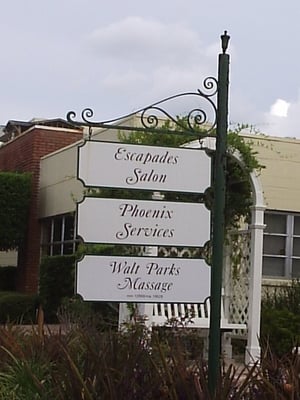 Escapades
Salon
Phoenix
Services
Walt Parks
Massage